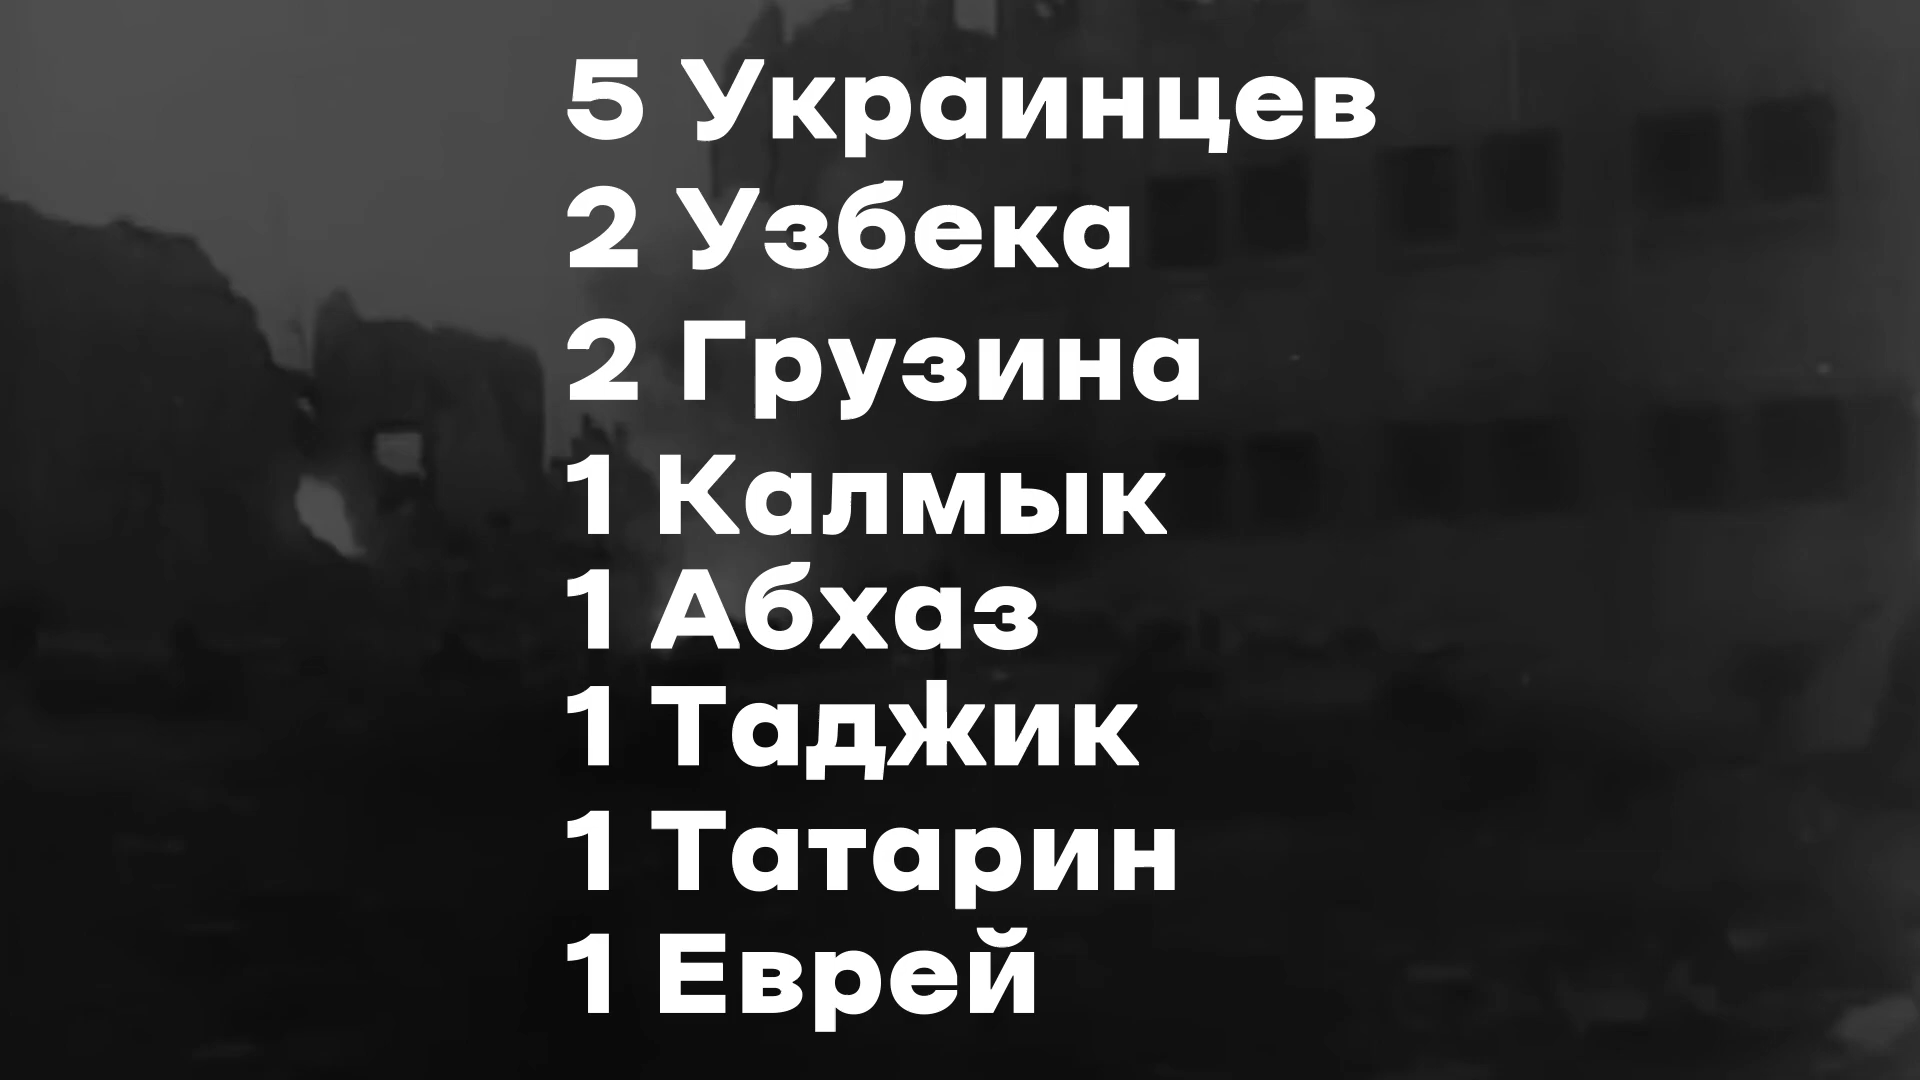 5 Украинцев
2 Узбека
2 Грузина
1 Калмык
1 Абхаз
1 Таджик
1 Татарин
1 Еврей